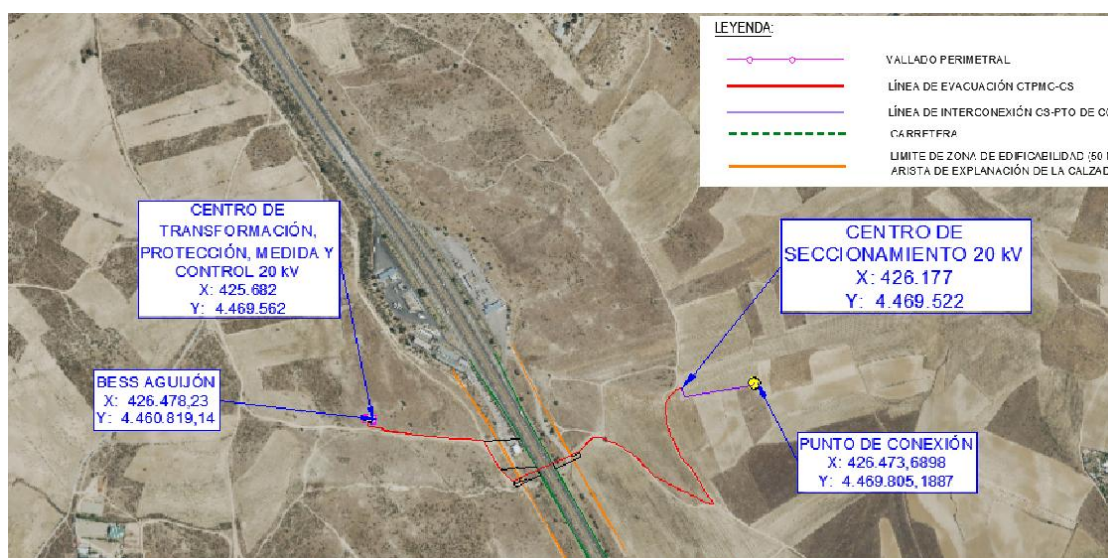 LEYENDA:
VALLADO PERIMETRAL
LÍNEA DE EVACUACIÓN CTPMC-CS
LÍNEA DE INTERCONEXIÓN CS-PTO DE CO
CARRETERA
LIMITE DE ZONA DE EDIFICABILIDAD (50
ARISTA DE EXPLANACIÓN DE LA CALZAD
CENTRO DE
TRANSFORMACIÓN,
PROTECCIÓN, MEDIDA Y
CONTROL 20 kV
X: 425.682
Y: 4.469.562
CENTRO DE
SECCIONAMIENTO 20 kV
X: 426.177
Y: 4.469.522
BESS AGUIJÓN
X: 426.478,23
Y: 4.460.819,14
PUNTO DE CONEXIÓN
X: 426.473,6898
Y: 4.469.805,1887